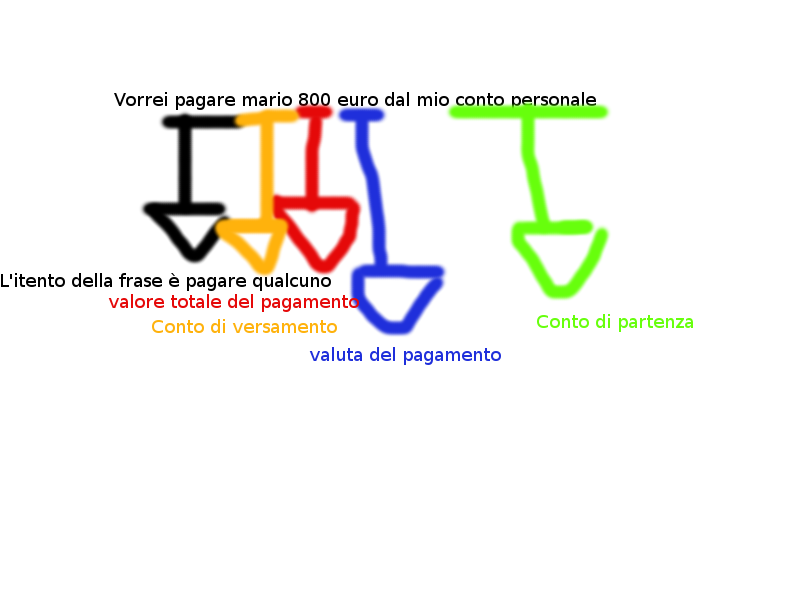 Vorrei pagare mario 800 euro dal mio conto personale
L'itento della frase è pagare qualcuno
valore totale del pagamento
Conto di versamento
Conto di partenza
valuta del pagamento